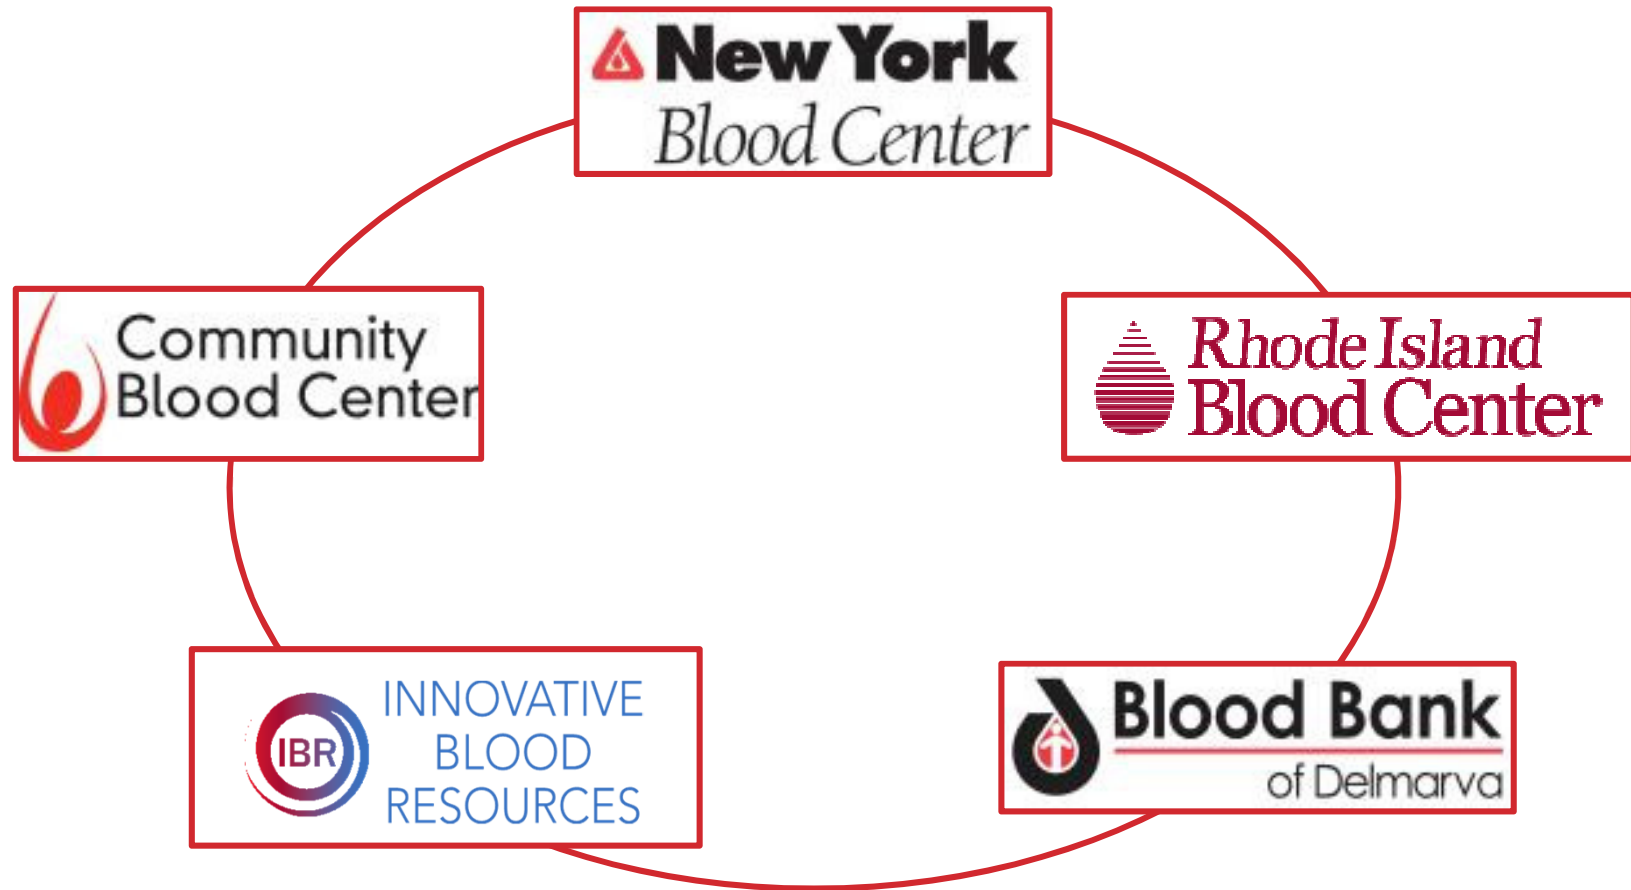 New York
Blood Center
Community
Blood Center
Rhode Island
Blood Center
IBR
INNOVATIVE
BLOOD
RESOURCES
Blood Bank
of Delmarva